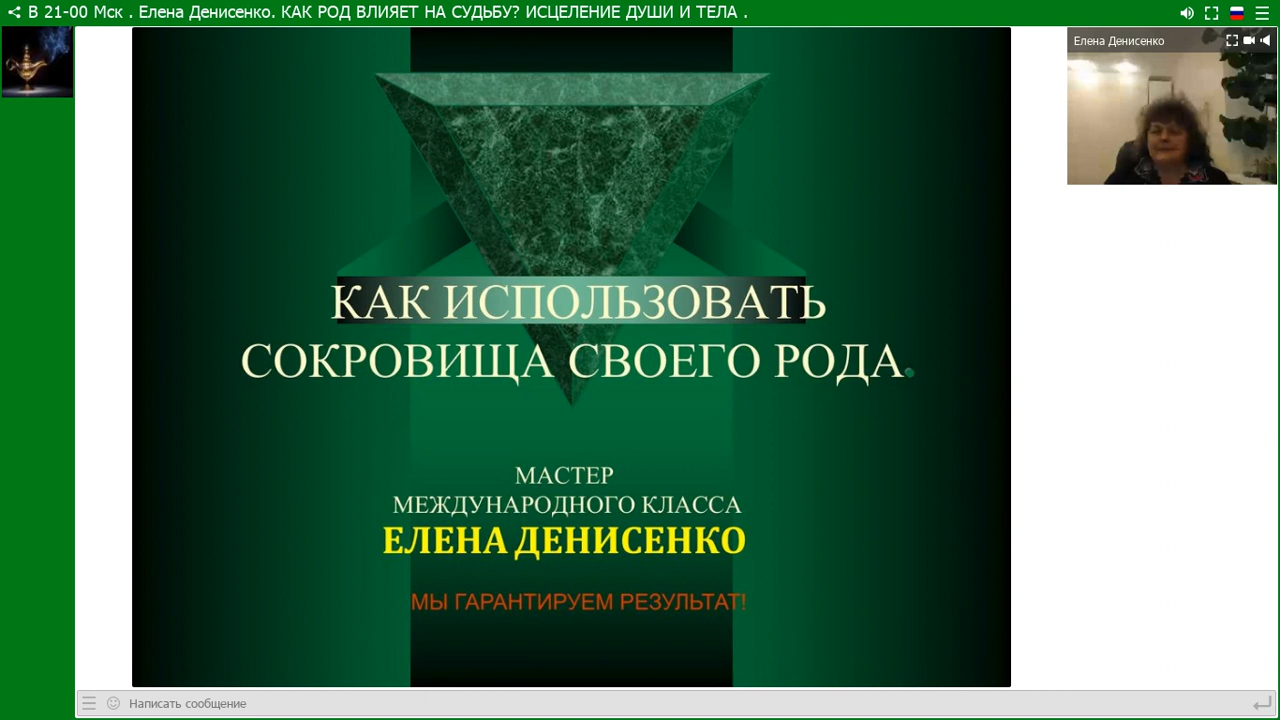 В 21-00 Мск . Елена Денисенко. КАК РОД ВЛИЯЕТ НА СУДЬБУ? ИСЦЕЛЕНИЕ ДУШИ И ТЕЛА .
Елена Денисенко
КАК ИСПОЛЬЗОВАТЬ
СОКРОВИЩА СВОЕГО РОДА.
МАСТЕР
МЕЖДУНАРОДНОГО КЛАССА
ЕЛЕНА ДЕНИСЕНКО
МЫ ГАРАНТИРУЕМ РЕЗУЛЬТАТ!
Написать сообщение